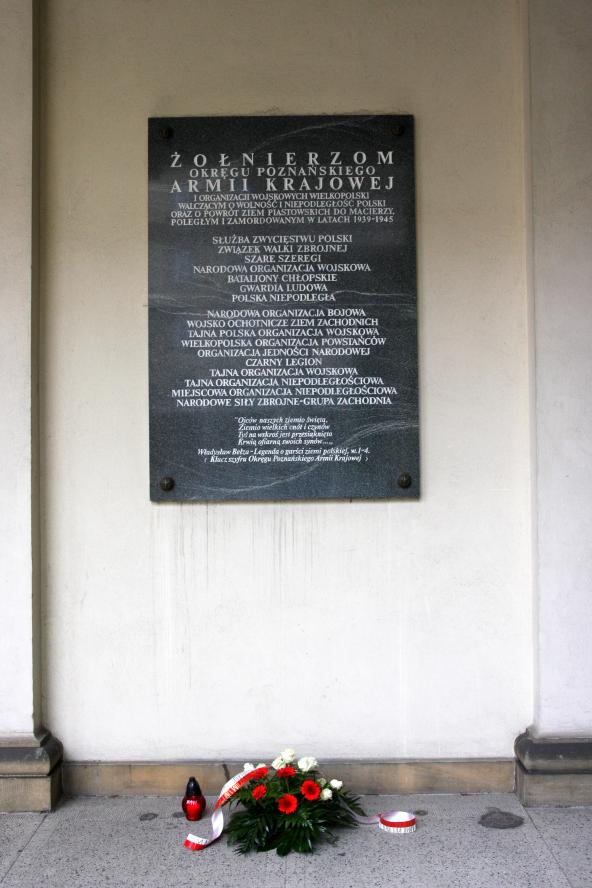 ŻOŁNIERZOM
OKRĘGU POZNAŃSKIEGO
ARMII KRAJOWEJ
I ORGANIZACJI WOJSKOWYCH WIELKOPOLSKI
WALCZĄCYM O WOLNOŚĆ I NIEPODLEGŁOŚĆ POLSKI
ORAZ O POWRÓT ZIEM PIASTOWSKICH DO MACIERZY,
POLEGŁYM I ZAMORDOWANYM W LATACH 1939-1945
SŁUŻBA ZWYCIĘSTWU POLSKI
ZWIĄZEK WALKI ZBROJNEJ
SZARE SZEREGI
NARODOWA ORGANIZACJA WOJSKOWA
BATALIONY CHŁOPSKIE
GWARDIA LUDOWA
POLSKA NIEPODLEGŁA
NARODOWA ORGANIZACJA BOJOWA
WOJSKO OCHOTNICZE ZIEM ZACHODNICH
TAJNA POLSKA ORGANIZACJA WOJSKOWA
WIELKOPOLSKA ORGANIZACJA POWSTAŃCÓW
ORGANIZACJA JEDNOŚCI NARODOWEJ
CZARNY LEGION
TAJNA ORGANIZACJA WOJSKOWA
TAJNA ORGANIZACJA NIEPODLEGŁOŚCIOWA
MIEJSCOWA ORGANIZACJA NIEPODLEGŁOŚCIOWA
NARODOWE SIŁY ZBROJNE-GRUPA ZACHODNIA
"Ojców naszych ziemio święta,
Ziemio wielkich cnót i czynów
Tyś na wskroś jest przesiąknięta
Krwią ofiarną swoich synów...„
Władysław Bełza-Legenda o garści ziemi polskiej, w. 1-4.
( Klucz szyfru Okręgu Poznańskiego Armii Krajowej )